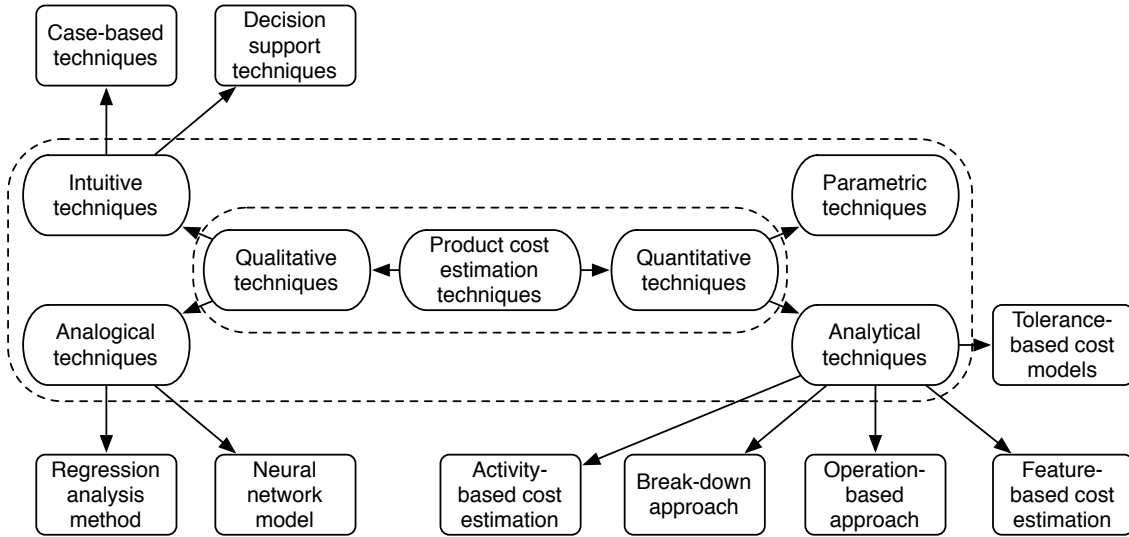 Case-based
techniques
Decision
support
techniques
Intuitive
techniques
Parametric
techniques
Qualitative
techniques
Product cost
estimation
techniques
Quantitative
techniques
Analogical
techniques
Analytical
techniques
Tolerance-
based cost
models
Regression
analysis
method
Neural
network
model
Activity-
based cost
estimation
Break-down
approach
Operation-
based
approach
Feature-
based cost
estimation